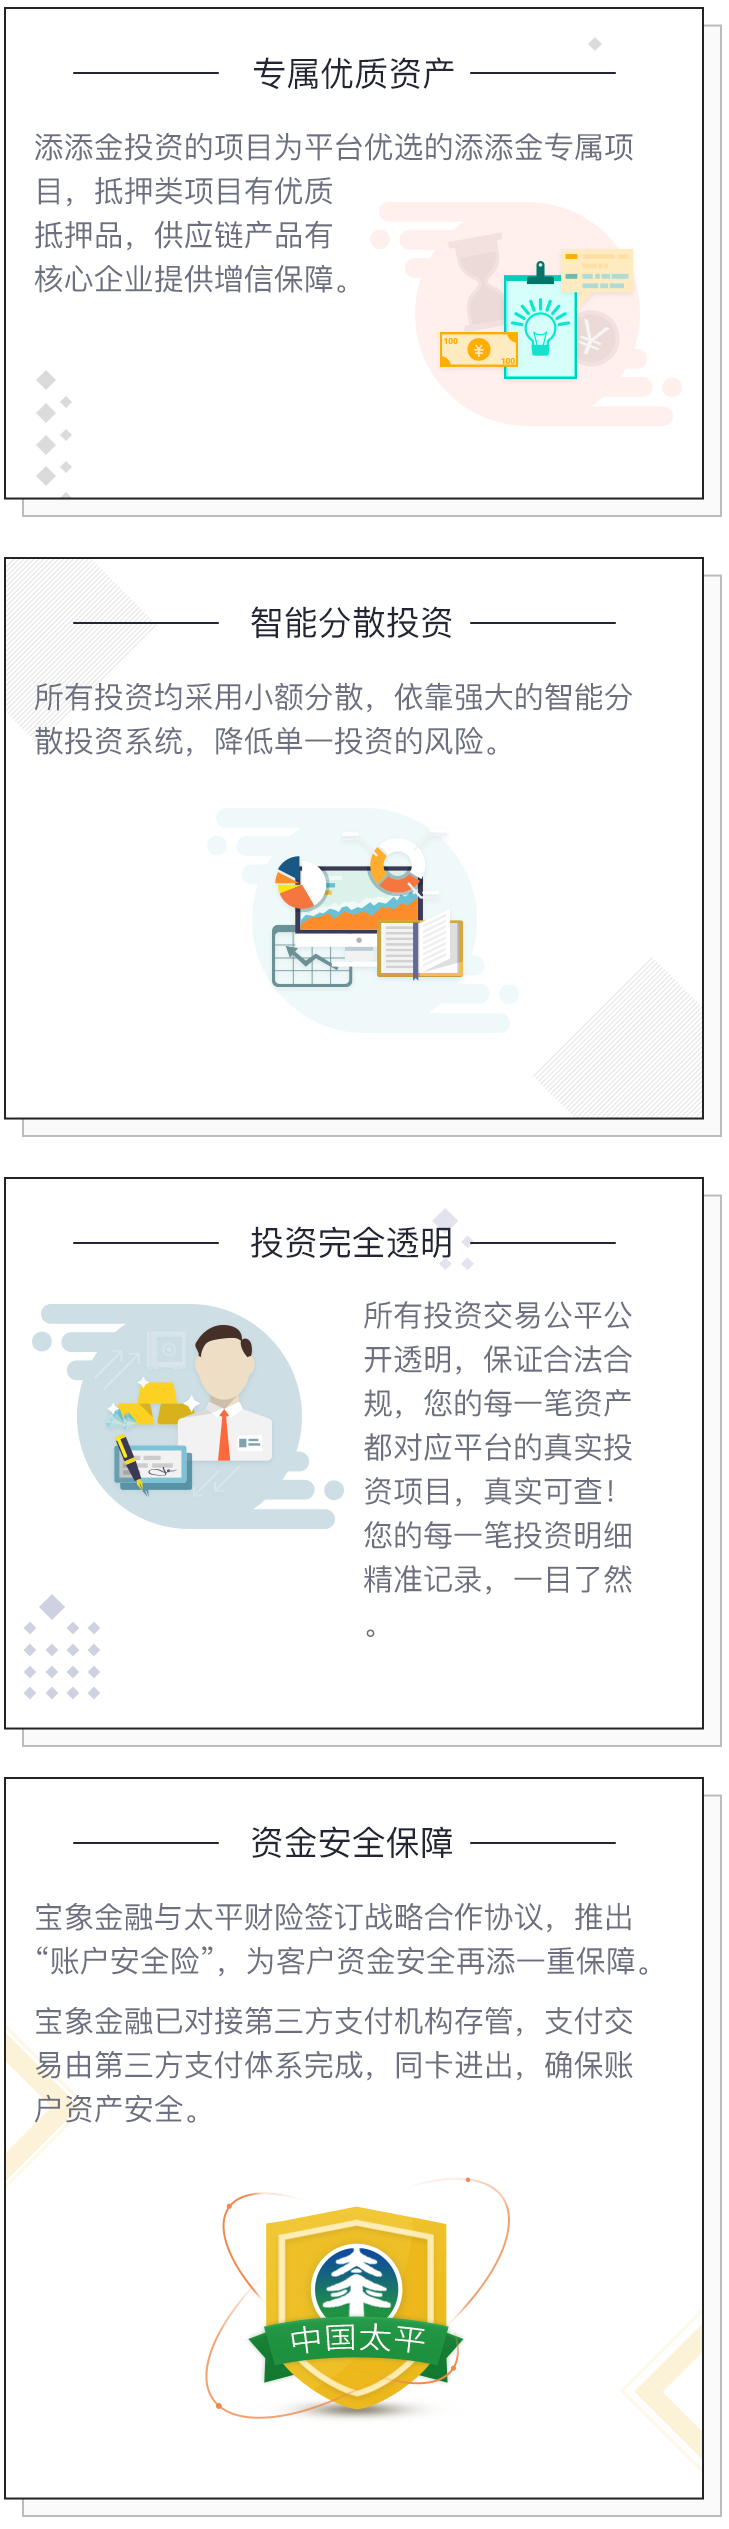 专属优质资产
添添金投资的项目为平台优选的添添金专属项
目，抵押类项目有优质
抵押品，供应链产品有
核心企业提供增信保障。
100
¥
100
¥
智能分散投资
所有投资均采用小额分散，依靠强大的智能分
散投资系统，降低单一投资的风险。
投资完全透明
所有投资交易公平公
开透明，保证合法合
规，您的每一笔资产
都对应平台的真实投
资项目，真实可查！
您的每一笔投资明细
精准记录，一目了然
。
资金安全保障
宝象金融与太平财险签订战略合作协议，推出
“账户安全险”，为客户资金安全再添一重保障。
宝象金融已对接第三方支付机构存管，支付交
易由第三方支付体系完成，同卡进出，确保账
户资产安全。
中国太平